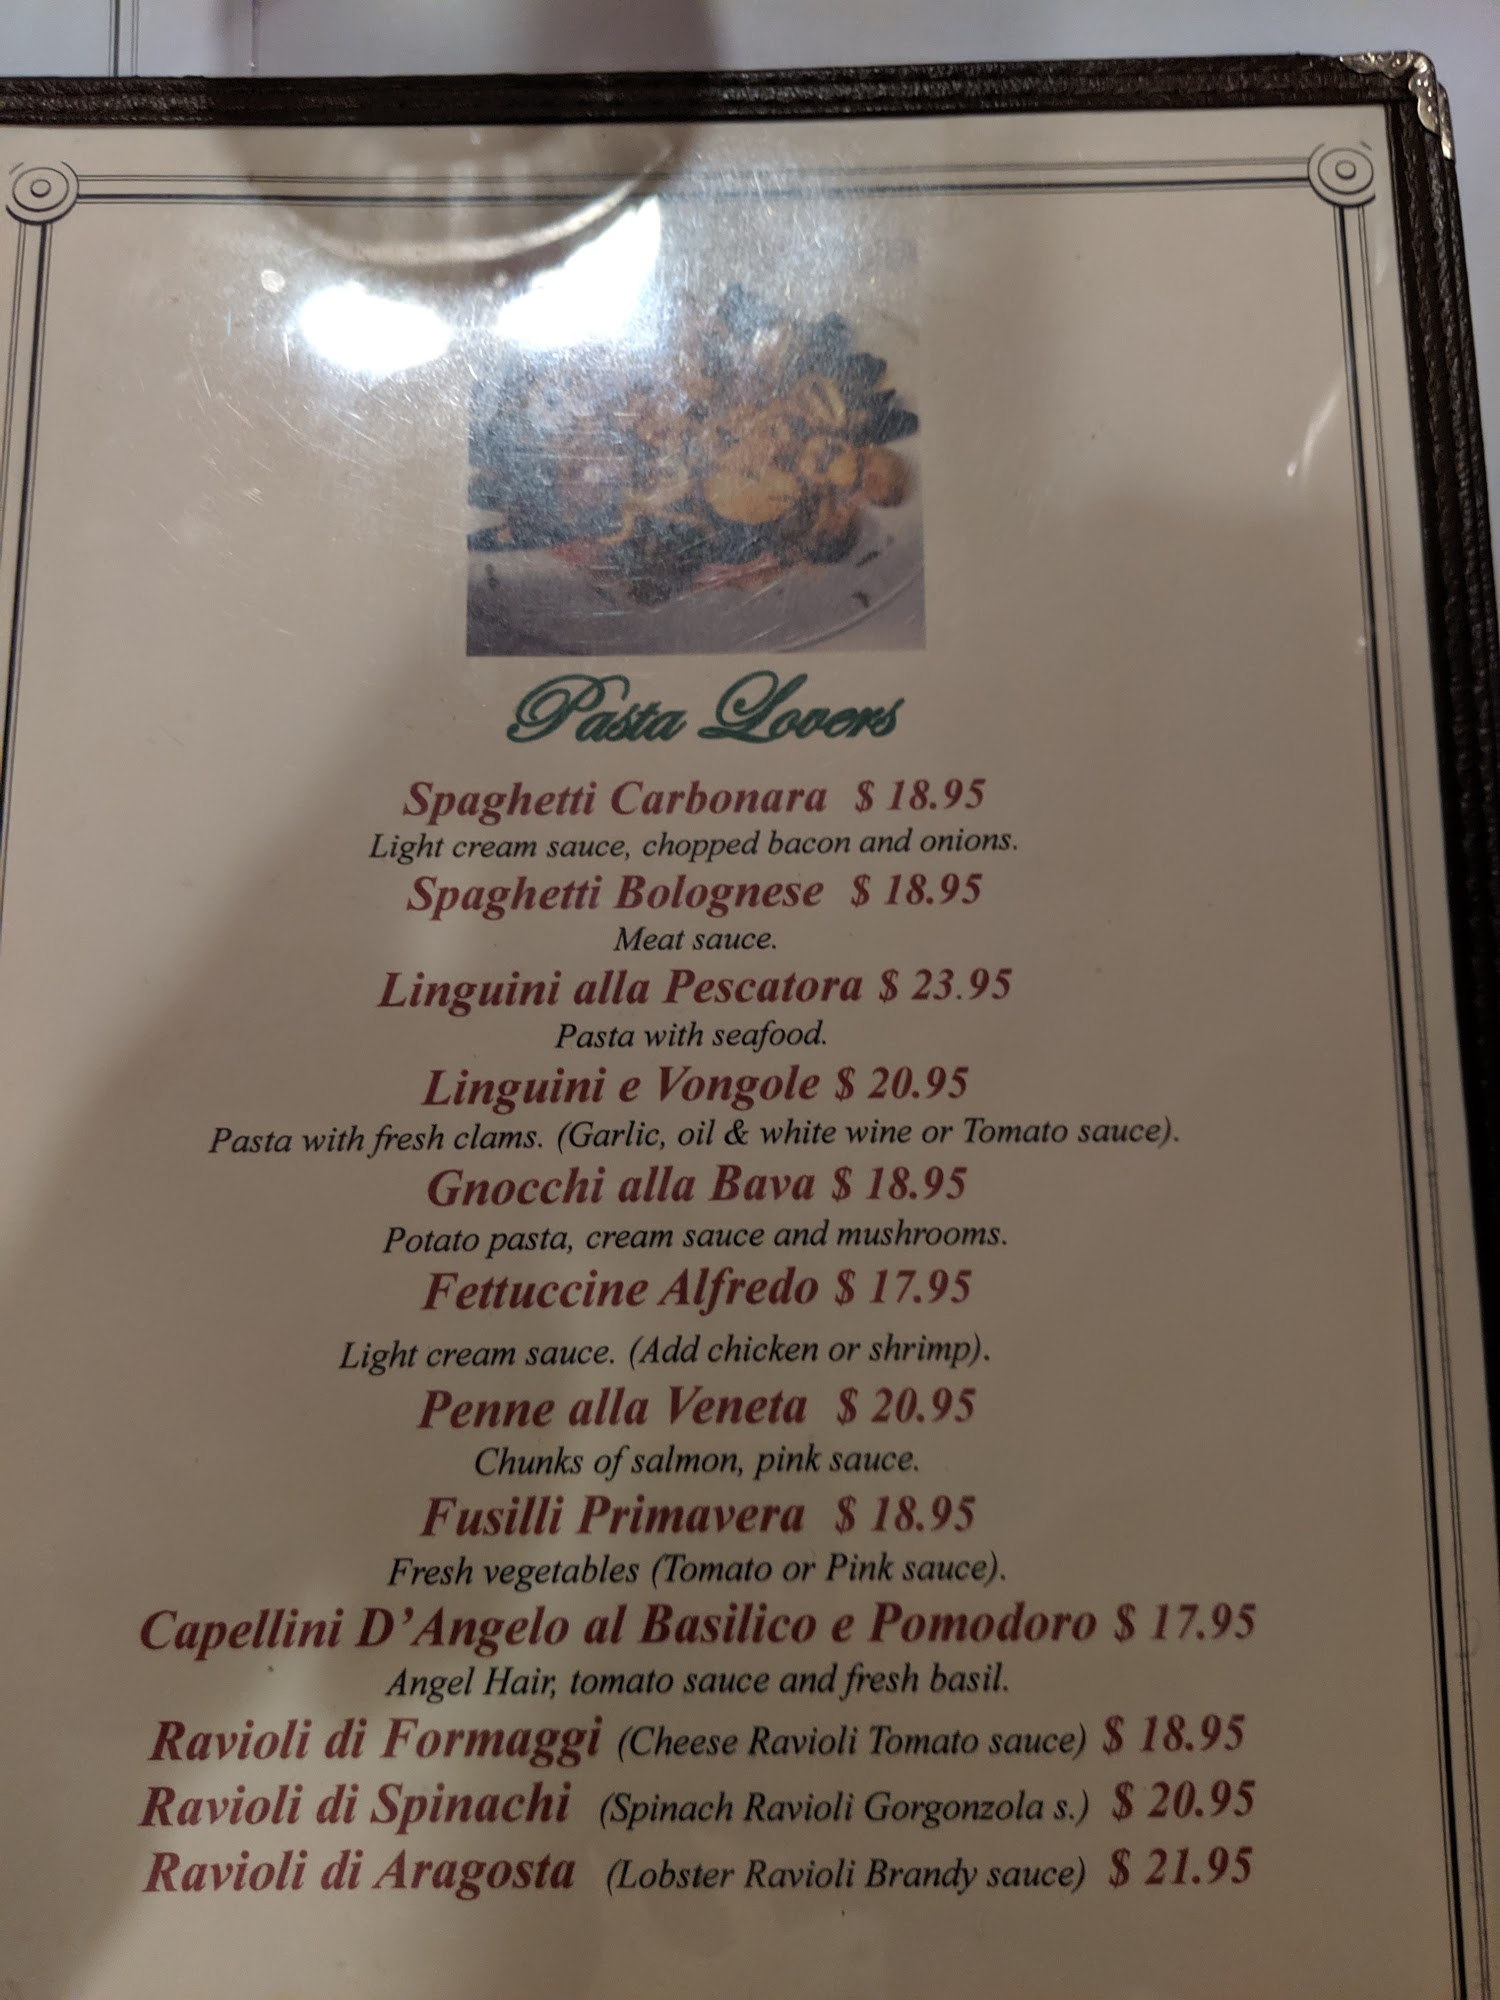 Pasta Lovers
Spaghetti Carbonara $ 18.95
Light cream sauce, chopped bacon and onions.
Spaghetti Bolognese $ 18.95
Meat sauce.
Linguini alla Pescatora $ 23.95
Pasta with seafood.
Linguini e Vongole $ 20.95
Pasta with fresh clams. (Garlic, oil & white wine or Tomato sauce).
Gnocchi alla Bava $ 18.95
Potato pasta, cream sauce and mushrooms.
Fettuccine Alfredo $ 17.95
Light cream sauce. (Add chicken or shrimp).
Penne alla Veneta $ 20.95
Chunks of salmon, pink sauce.
Fusilli Primavera $ 18.95
Fresh vegetables (Tomato or Pink sauce).
Capellini D'Angelo al Basilico e Pomodoro $ 17.95
Angel Hair, tomato sauce and fresh basil.
Ravioli di Formaggi (Cheese Ravioli Tomato sauce) $ 18.95
Ravioli di Spinachi (Spinach Ravioli Gorgonzola s.) $ 20.95
Ravioli di Aragosta (Lobster Ravioli Brandy sauce) $ 21.95